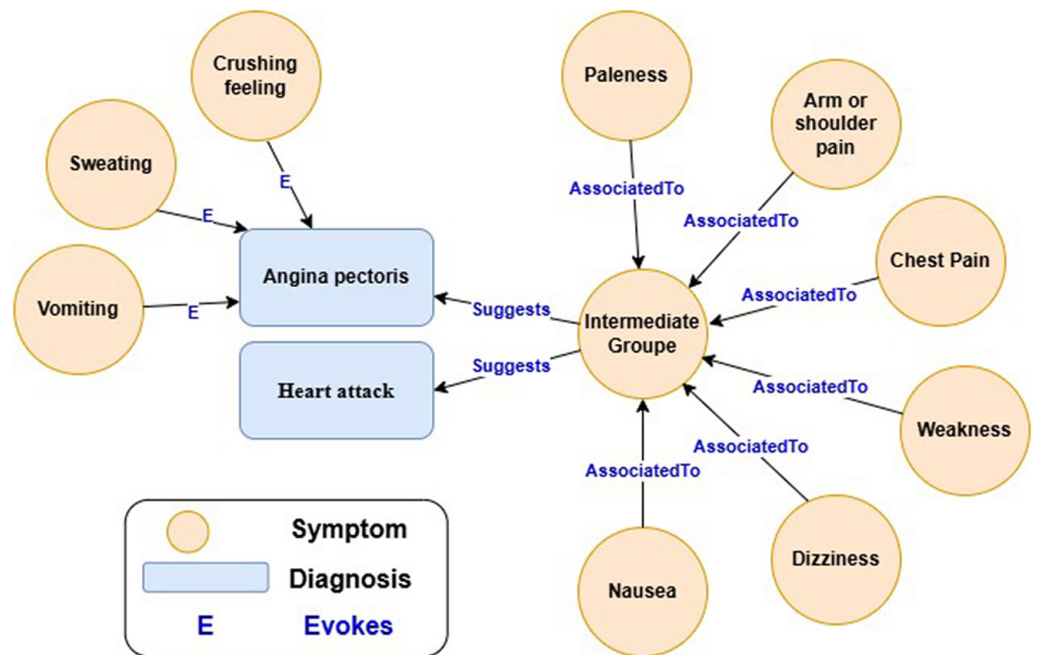 Crushing
feeling
Paleness
Arm or
shoulder
pain
Sweating
E
AssociatedTo
E
AssociatedTo
Angina pectoris
Chest Pain
Vomiting
E
AssociatedTo
Suggests
Intermediate
Groupe
Suggests
Heart attack
AssociatedTo
Weakness
AssociatedTo
AssociatedTo
Symptom
Dizziness
Diagnosis
Nausea
E Evokes